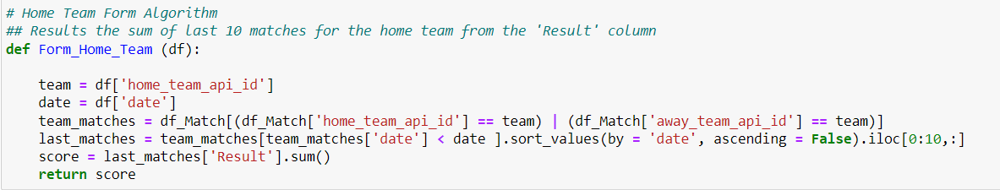 # Home Team Form Algorithm
## Results the sum of last 10 matches for the home team from the 'Result' column
def Form_Home_Team (df):
    team = df['home_team_api_id']
    date = df['date']
    team_matches = df_Match[(df_Match['home_team_api_id'] == team) | (df_Match['away_team_api_id'] == team)]
    last_matches = team_matches[team_matches['date'] < date ].sort_values(by = 'date', ascending = False).iloc[0:10,:]
    score = last_matches['Result'].sum()
    return score